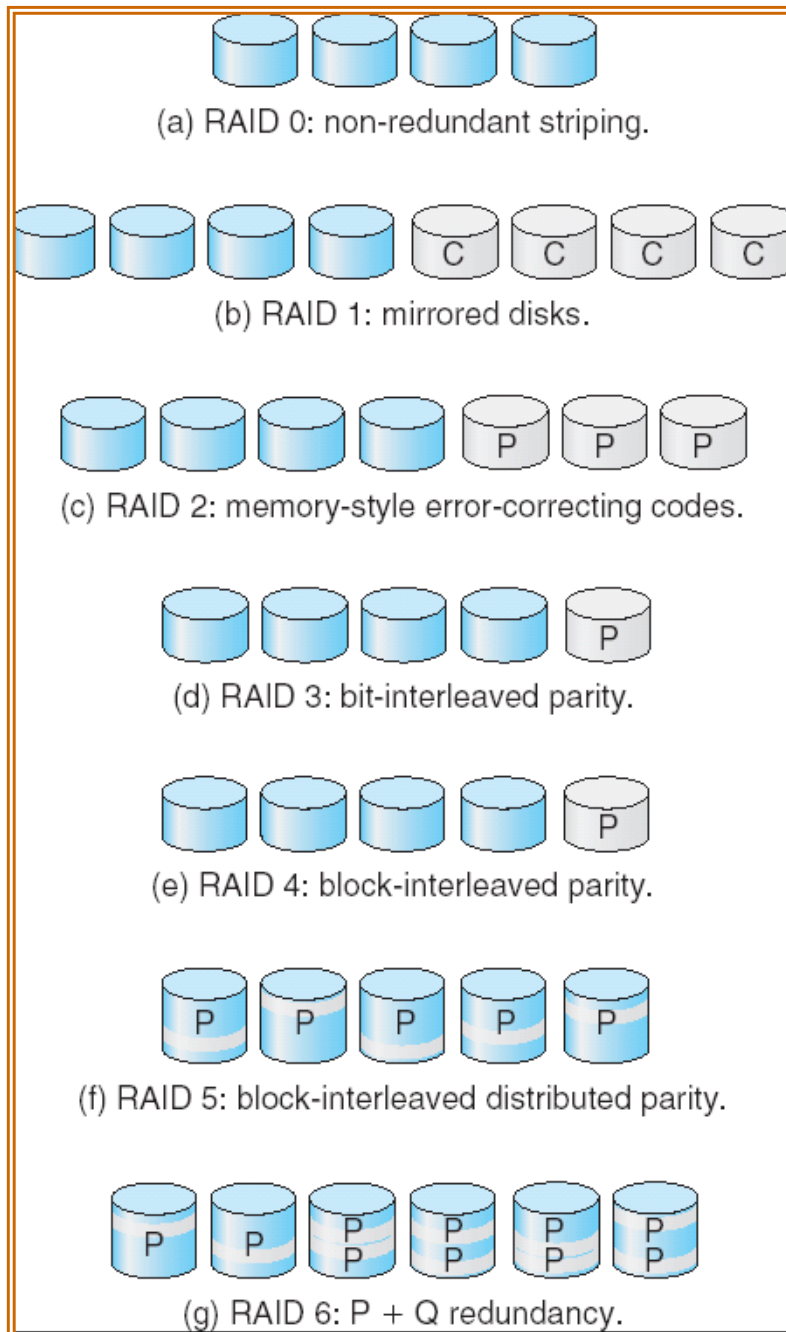 (a) RAID 0: non-redundant striping.
C C C C
(b) RAID 1: mirrored disks.
P P P
(c) RAID 2: memory-style error-correcting codes.
P
(d) RAID 3: bit-interleaved parity.
P
(e) RAID 4: block-interleaved parity.
P P P P P
(f) RAID 5: block-interleaved distributed parity.
P P P P P P
P P P P
(g) RAID 6: P + Q redundancy.